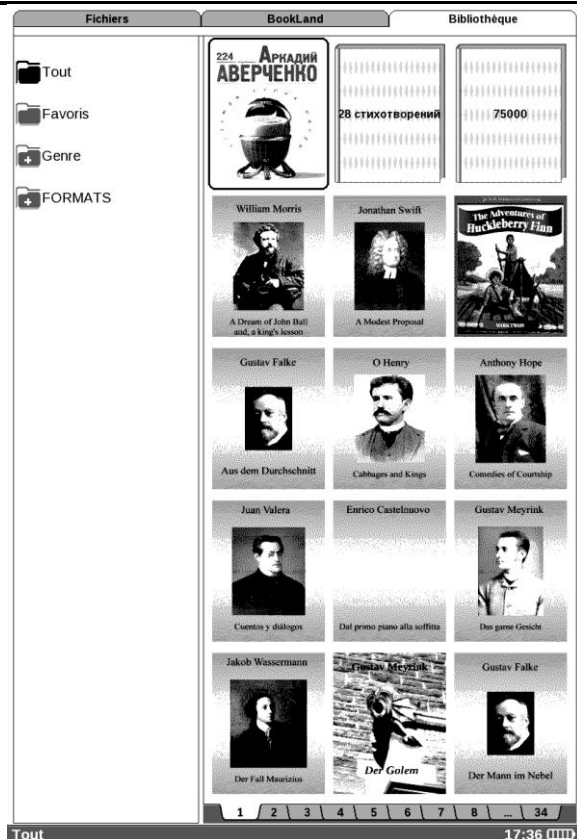 Fichiers
BookLand
Bibliothèque
Tout
Favoris
Genre
FORMATS
224 Аркадий
АВЕРЧЕНКО
28 стихотворений
75000
William Morris
A Dream of John Ball
and, a king's lesson
Jonathan Swift
A Modest Proposal
The Adventures of
Huckleberry Finn
MARK TWAIN
Gustav Falke
Aus dem Durchschnitt
O Henry
Cabbages and Kings
Anthony Hope
Comedies of Courtship
Juan Valera
Cuentos y diálogos
Enrico Castelnuovo
Dal primo piano alla soffitta
Gustav Meyrink
Das ganze Gesicht
Jakob Wassermann
Der Fall Maurizius
Gustav Meyrink
Der Golem
Gustav Falke
Der Mann im Nebel
1 2 3 4 5 6 7 8 ... 34
Tout
17:36